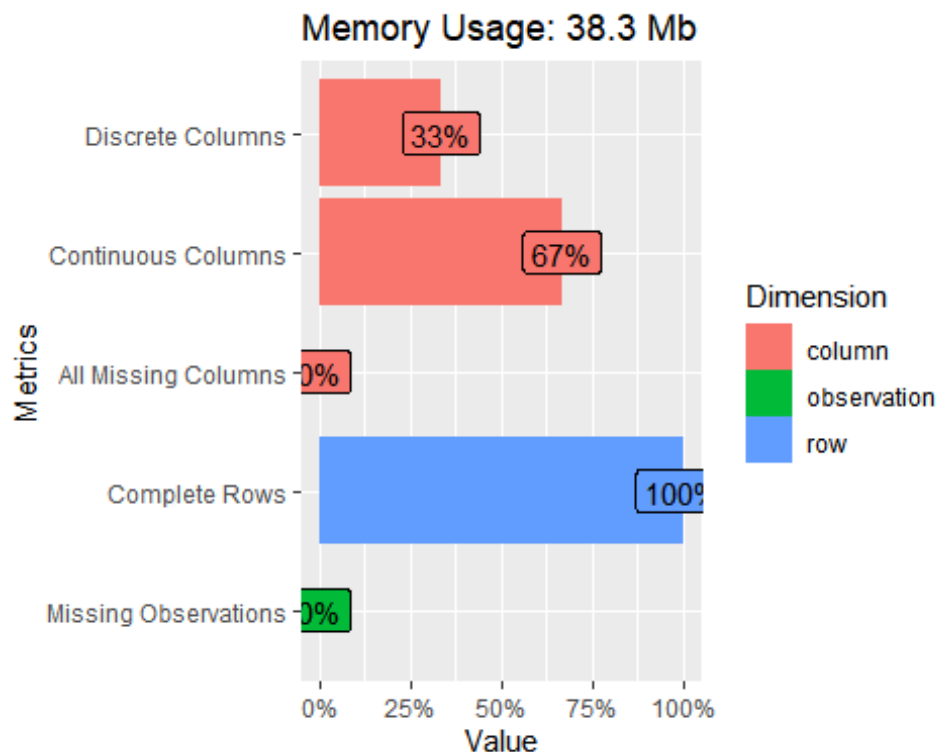 Memory Usage: 38.3 Mb
Discrete Columns
33%
Continuous Columns
67%
All Missing Columns
0%
Complete Rows
100%
Missing Observations
0%
0% 25% 50% 75% 100%
Value
Metrics
Dimension
column
observation
row